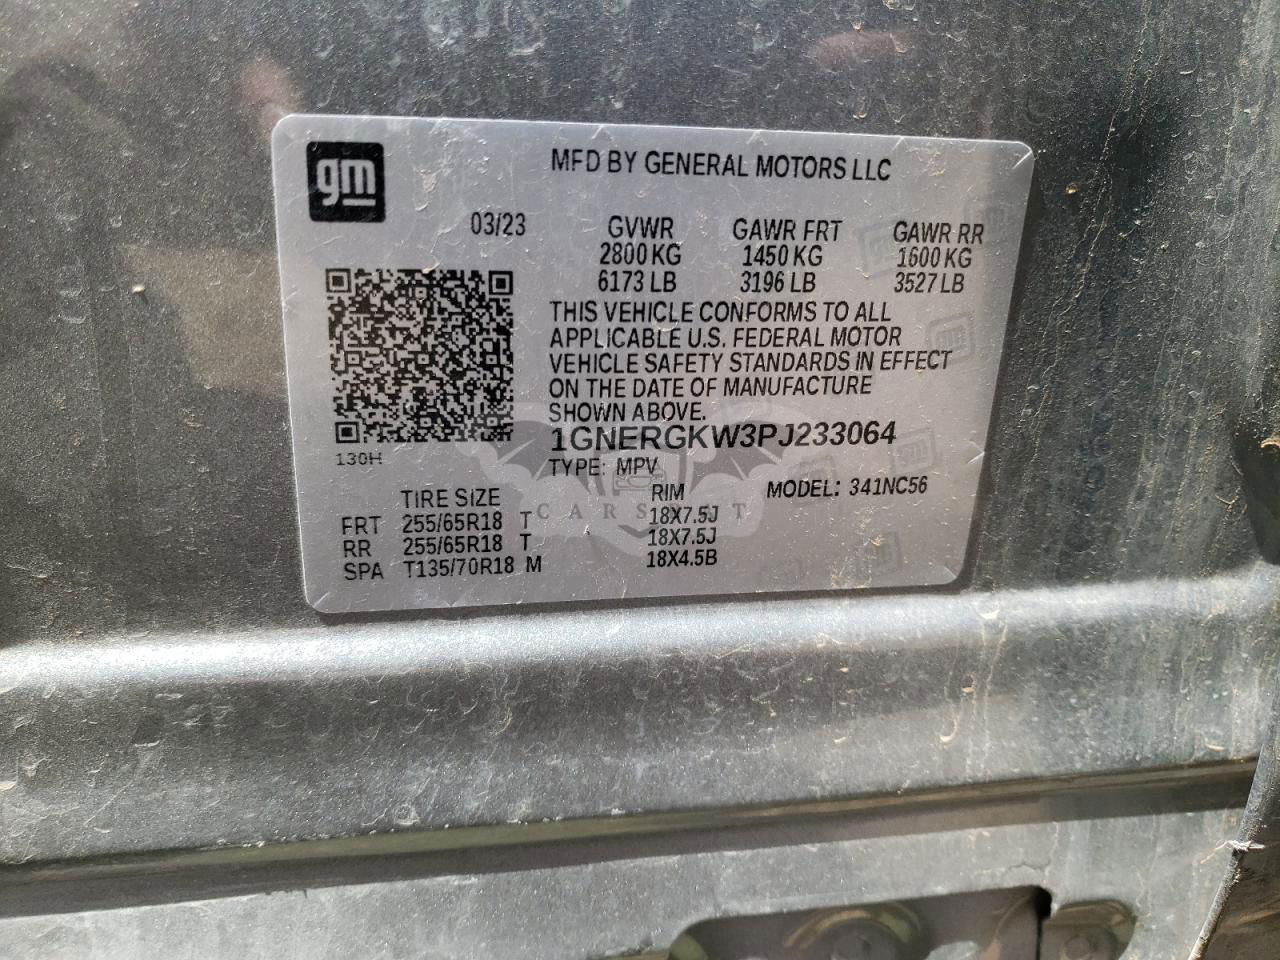 gm
MFD BY GENERAL MOTORS LLC
03/23 GVWR GAWR FRT GAWR RR
2800 KG 1450 KG 1600 KG
6173 LB 3196 LB 3527 LB
THIS VEHICLE CONFORMS TO ALL
APPLICABLE U.S. FEDERAL MOTOR
VEHICLE SAFETY STANDARDS IN EFFECT
ON THE DATE OF MANUFACTURE
SHOWN ABOVE.
1GNERGKW3PJ233064
130H
TYPE: MPV
MODEL: 341NC56
TIRE SIZE RIM
FRT 255/65R18 T 18X7.5J
RR 255/65R18 T 18X7.5J
SPA T135/70R18 M 18X4.5B